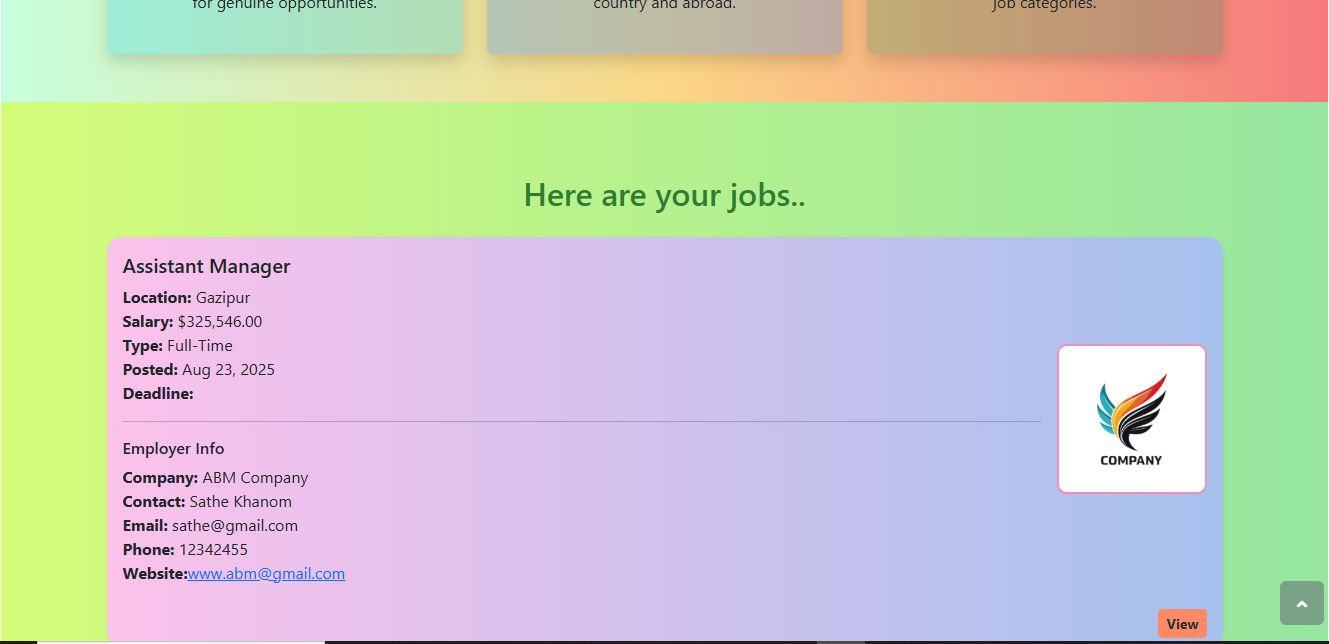 for genuine opportunities.
country and abroad.
job categories.
Here are your jobs..
Assistant Manager
Location: Gazipur
Salary: $325,546.00
Type: Full-Time
Posted: Aug 23, 2025
Deadline:
Employer Info
Company: ABM Company
Contact: Sathe Khanom
Email: sathe@gmail.com
Phone: 12342455
Website:www.abm@gmail.com
COMPANY
View